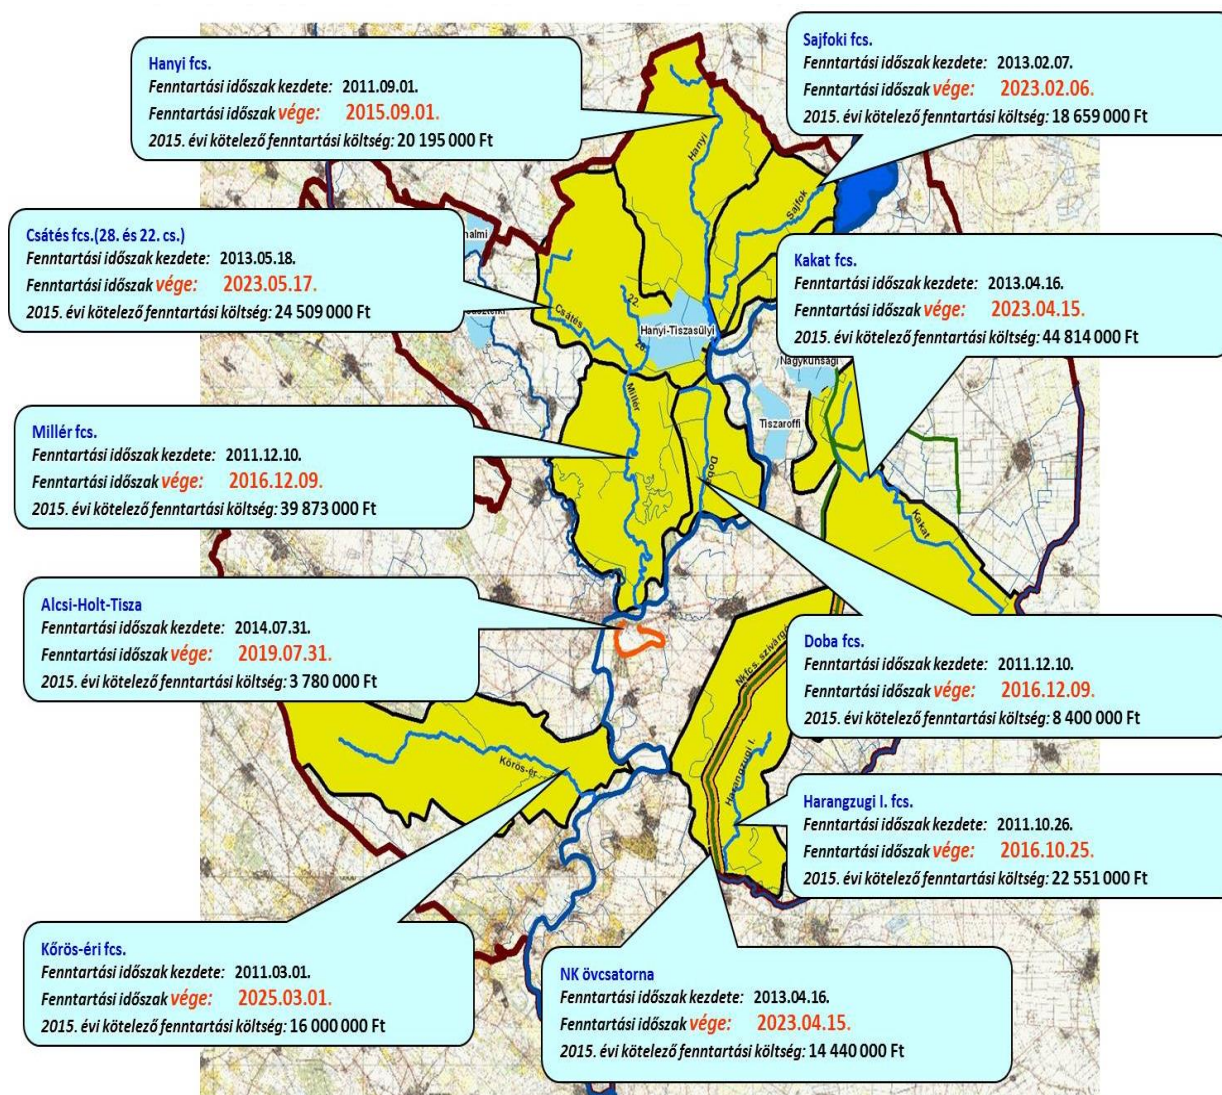 Hanyi fcs.
Fenntartási időszak kezdete: 2011.09.01.
Fenntartási időszak vége: 2015.09.01.
2015. évi kötelező fenntartási költség: 20 195 000 Ft
Sajfoki fcs.
Fenntartási időszak kezdete: 2013.02.07.
Fenntartási időszak vége: 2023.02.06.
2015. évi kötelező fenntartási költség: 18 659 000 Ft
Csátés fcs.(28. és 22. cs.)
Fenntartási időszak kezdete: 2013.05.18.
Fenntartási időszak vége: 2023.05.17.
2015. évi kötelező fenntartási költség: 24 509 000 Ft
Kakat fcs.
Fenntartási időszak kezdete: 2013.04.16.
Fenntartási időszak vége: 2023.04.15.
2015. évi kötelező fenntartási költség: 44 814 000 Ft
Millér fcs.
Fenntartási időszak kezdete: 2011.12.10.
Fenntartási időszak vége: 2016.12.09.
2015. évi kötelező fenntartási költség: 39 873 000 Ft
Alcsi-Holt-Tisza
Fenntartási időszak kezdete: 2014.07.31.
Fenntartási időszak vége: 2019.07.31.
2015. évi kötelező fenntartási költség: 3 780 000 Ft
Doba fcs.
Fenntartási időszak kezdete: 2011.12.10.
Fenntartási időszak vége: 2016.12.09.
2015. évi kötelező fenntartási költség: 8 400 000 Ft
Harangzugi I. fcs.
Fenntartási időszak kezdete: 2011.10.26.
Fenntartási időszak vége: 2016.10.25.
2015. évi kötelező fenntartási költség: 22 551 000 Ft
Kőrös-éri fcs.
Fenntartási időszak kezdete: 2011.03.01.
Fenntartási időszak vége: 2025.03.01.
2015. évi kötelező fenntartási költség: 16 000 000 Ft
NK övcsatorna
Fenntartási időszak kezdete: 2013.04.16.
Fenntartási időszak vége: 2023.04.15.
2015. évi kötelező fenntartási költség: 14 440 000 Ft
Hanyi
Sajfok
halmi
Csátés
22.
28.
Hanyi-Tiszasülyi
Nagykunsági
Tiszaroffi
Millér
Doba
Kakat
Nkfcs. szivárgó
Harangzugi I.
Kőrös-ér